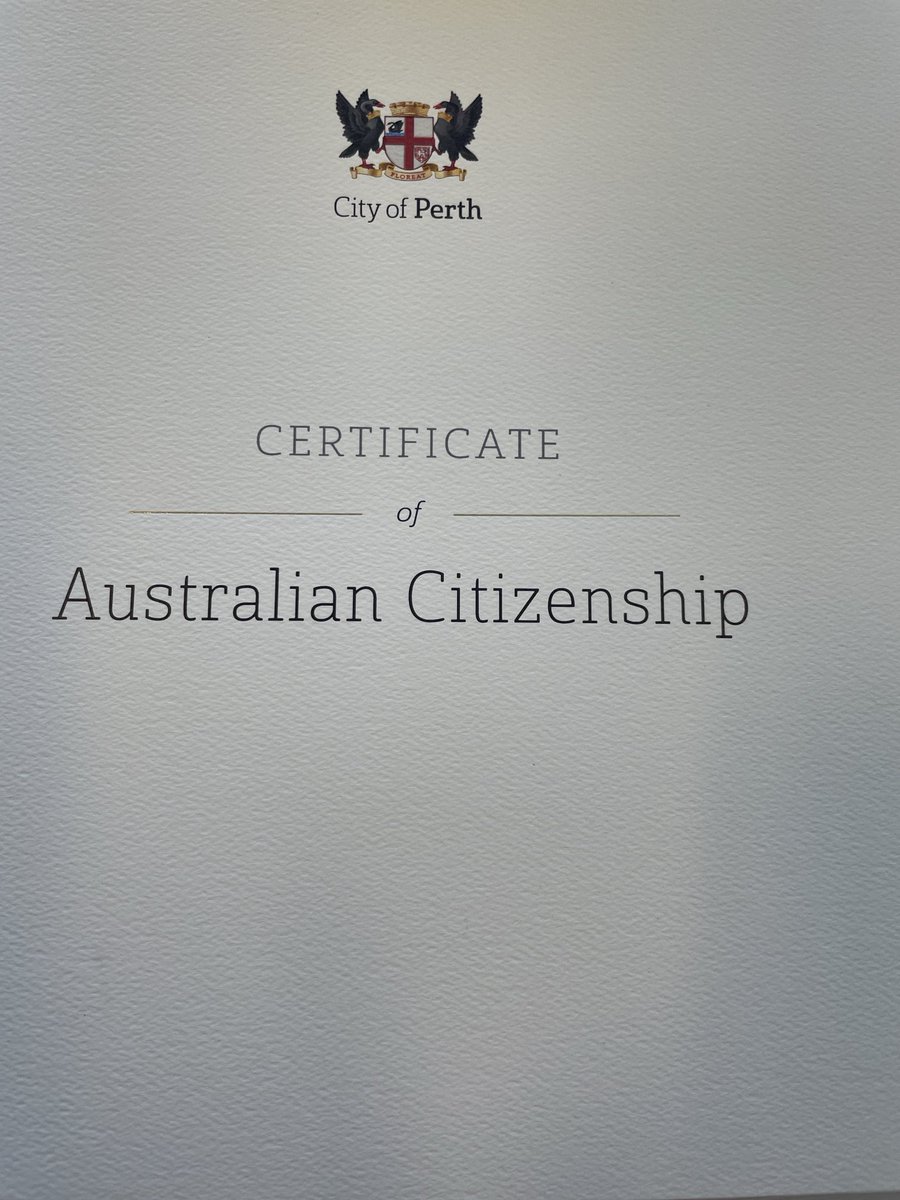 FLOREAT
City of Perth
CERTIFICATE
of
Australian Citizenship